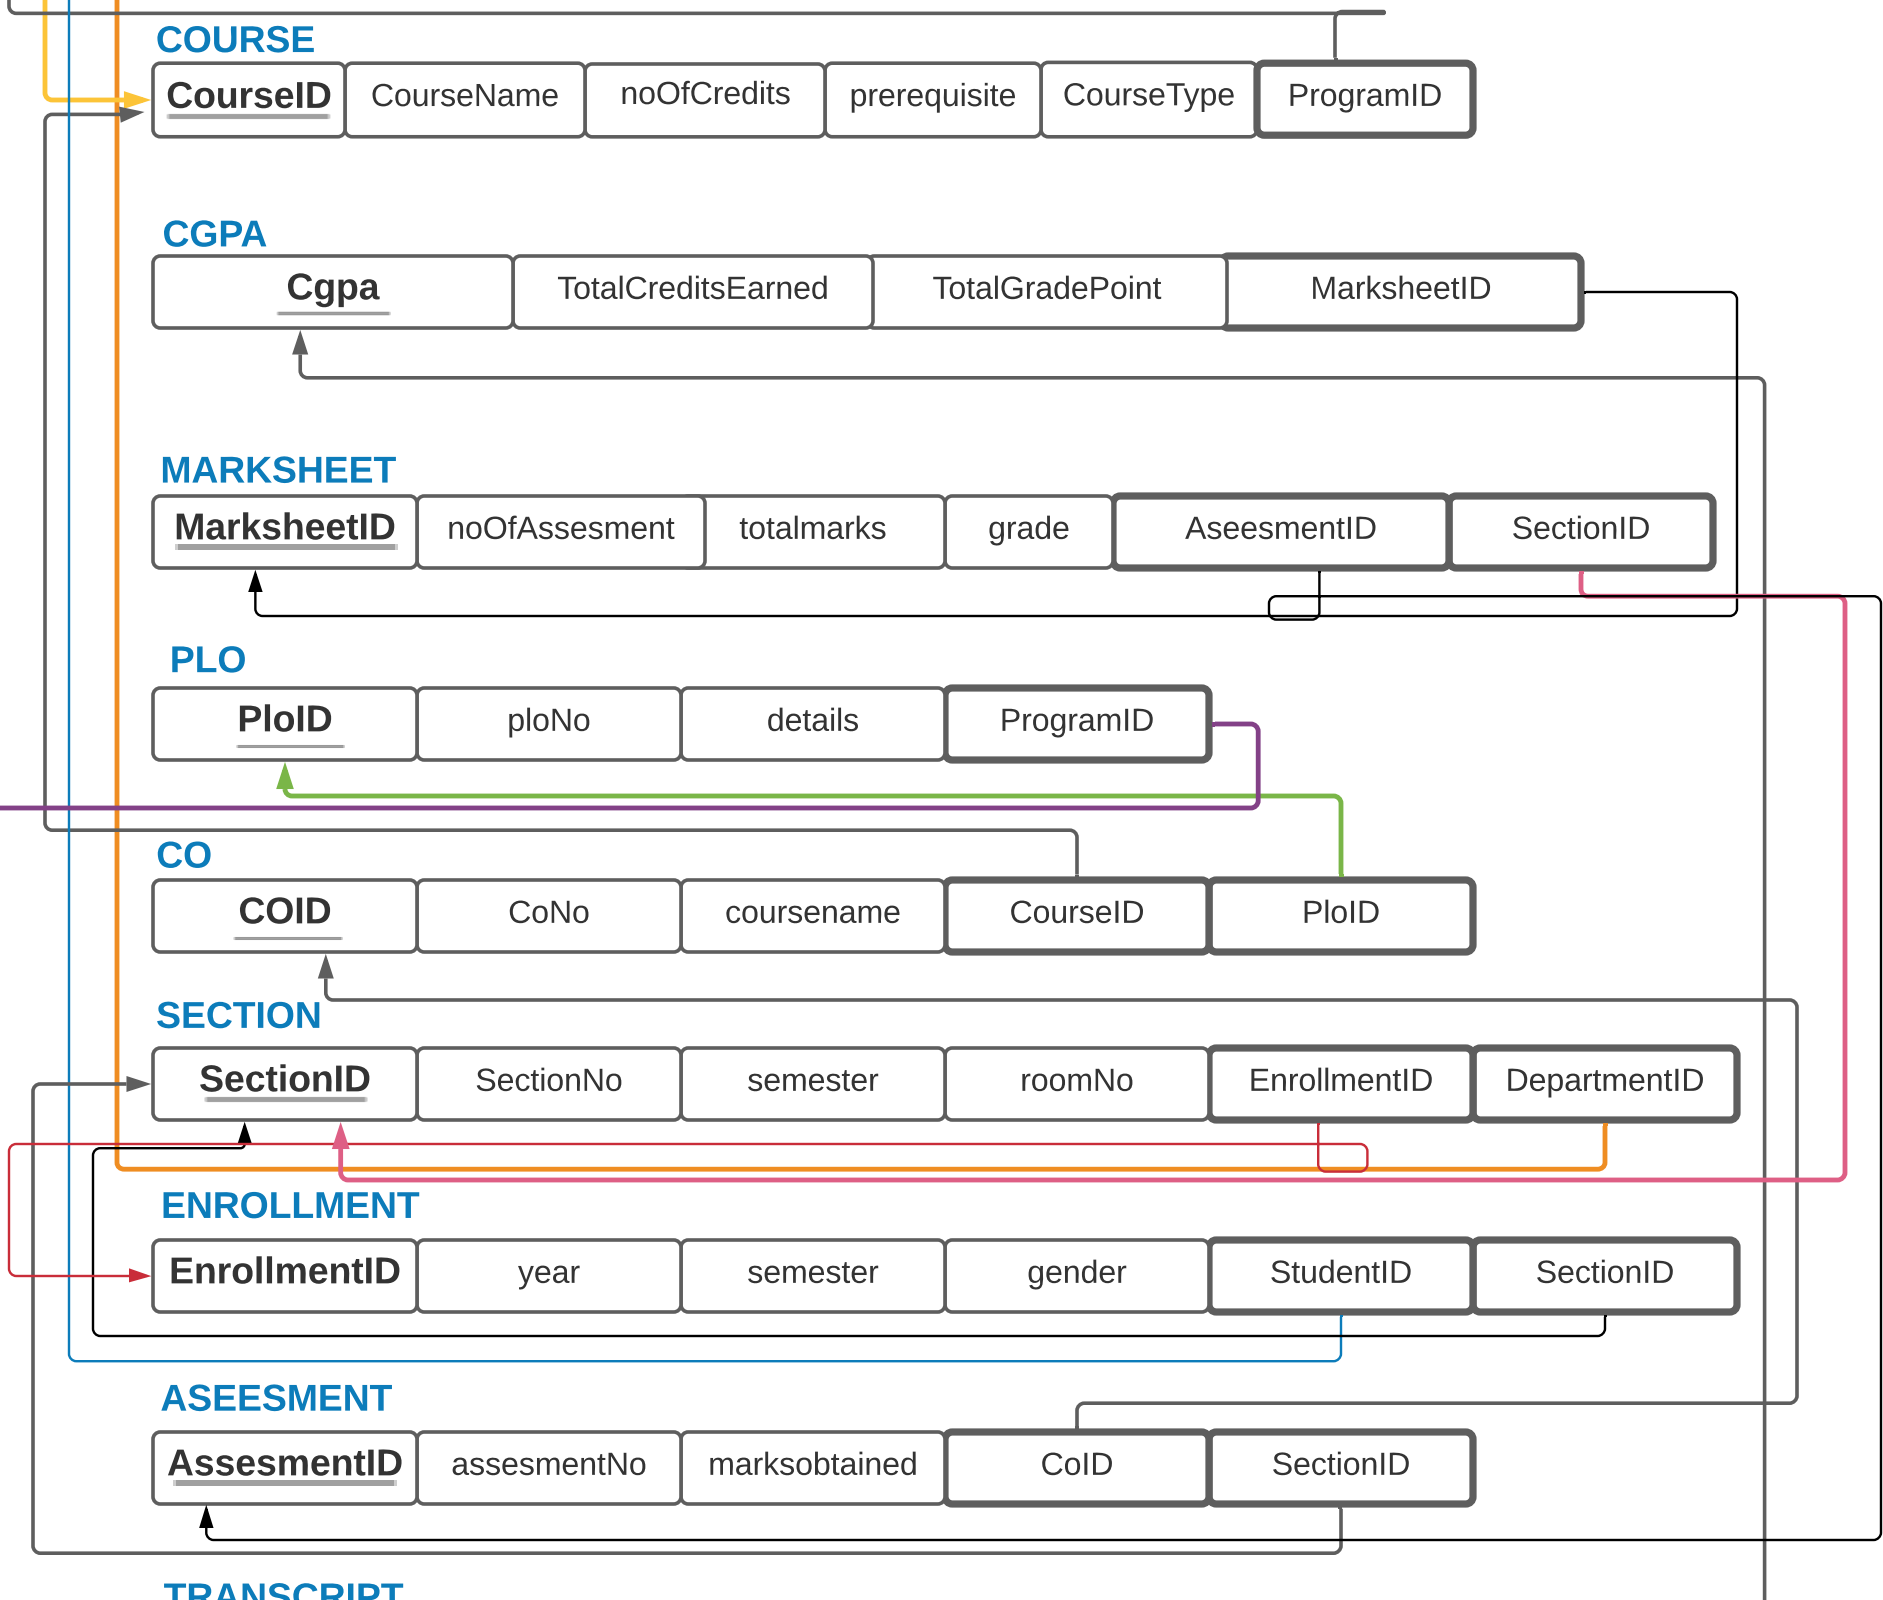 COURSE
CourseID CourseName noOfCredits prerequisite CourseType ProgramID
CGPA
Cgpa TotalCreditsEarned TotalGradePoint MarksheetID
MARKSHEET
MarksheetID noOfAssesment totalmarks grade AseesmentID SectionID
PLO
PloID ploNo details ProgramID
CO
COID CoNo coursename CourseID PloID
SECTION
SectionID SectionNo semester roomNo EnrollmentID DepartmentID
ENROLLMENT
EnrollmentID year semester gender StudentID SectionID
ASEESMENT
AssesmentID assesmentNo marksobtained CoID SectionID
TRANSCRIPT